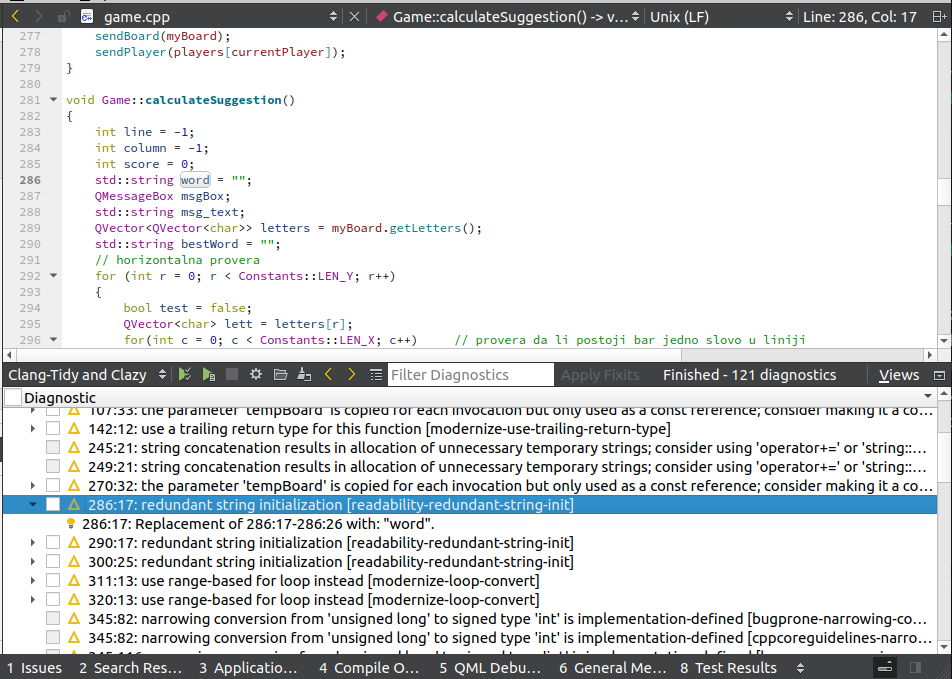 game.cpp Game::calculateSuggestion() -> v... Unix (LF) Line: 286, Col: 17
277 sendBoard(myBoard);
278 sendPlayer(players[currentPlayer]);
279 }
280
281 void Game::calculateSuggestion()
282 {
283 int line = -1;
284 int column = -1;
285 int score = 0;
286 std::string word = "";
287 QMessageBox msgBox;
288 std::string msg_text;
289 QVector<QVector<char>> letters = myBoard.getLetters();
290 std::string bestWord = "";
291 // horizontalna provera
292 for (int r = 0; r < Constants::LEN_Y; r++)
293 {
294 bool test = false;
295 QVector<char> lett = letters[r];
296 for(int c = 0; c < Constants::LEN_X; c++) // provera da li postoji bar jedno slovo u liniji
Clang-Tidy and Clazy Filter Diagnostics Apply Fixits Finished - 121 diagnostics Views
Diagnostic
107:33: the parameter 'tempBoard' is copied for each invocation but only used as a const reference; consider making it a co...
142:12: use a trailing return type for this function [modernize-use-trailing-return-type]
245:21: string concatenation results in allocation of unnecessary temporary strings; consider using 'operator+=' or 'string::...
249:21: string concatenation results in allocation of unnecessary temporary strings; consider using 'operator+=' or 'string::...
270:32: the parameter 'tempBoard' is copied for each invocation but only used as a const reference; consider making it a co...
286:17: redundant string initialization [readability-redundant-string-init]
286:17: Replacement of 286:17-286:26 with: "word".
290:17: redundant string initialization [readability-redundant-string-init]
300:25: redundant string initialization [readability-redundant-string-init]
311:13: use range-based for loop instead [modernize-loop-convert]
320:13: use range-based for loop instead [modernize-loop-convert]
345:82: narrowing conversion from 'unsigned long' to signed type 'int' is implementation-defined [bugprone-narrowing-co...
345:82: narrowing conversion from 'unsigned long' to signed type 'int' is implementation-defined [cppcoreguidelines-narro...
1 Issues 2 Search Res... 3 Applicatio... 4 Compile O... 5 QML Debu... 6 General Me... 8 Test Results